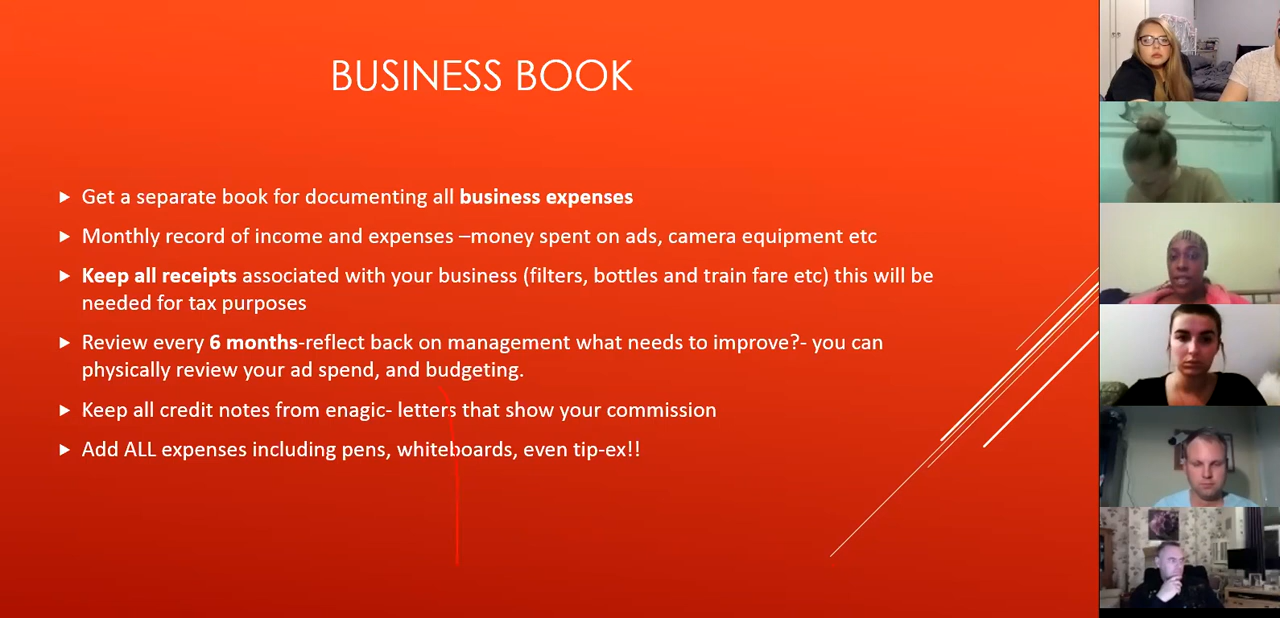 BUSINESS BOOK
Get a separate book for documenting all business expenses
Monthly record of income and expenses –money spent on ads, camera equipment etc
Keep all receipts associated with your business (filters, bottles and train fare etc) this will be
needed for tax purposes
Review every 6 months-reflect back on management what needs to improve?- you can
physically review your ad spend, and budgeting.
Keep all credit notes from enagic- letters that show your commission
Add ALL expenses including pens, whiteboards, even tip-ex!!